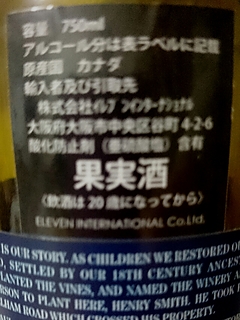 容量 750ml
アルコール分は表ラベルに記載
原産国 カナダ
輸入者及び引取先
株式会社イレブンインターナショナル
大阪府大阪市中央区谷町 4-2-6
酸化防止剤（亜硫酸塩）含有
果実酒
〈飲酒は20歳になってから〉
ELEVEN INTERNATIONAL Co.Ltd.
IS OUR STORY. AS CHILDREN WE RESTORED O
D, SETTLED BY OUR 18TH CENTURY ANCES
LANTED THE VINES, AND NAMED THE WINERY A
RSON TO PLANT HERE, HENRY SMITH. HE TOOK
LHAM ROAD WHICH CROSSED HIS PROPERTY.